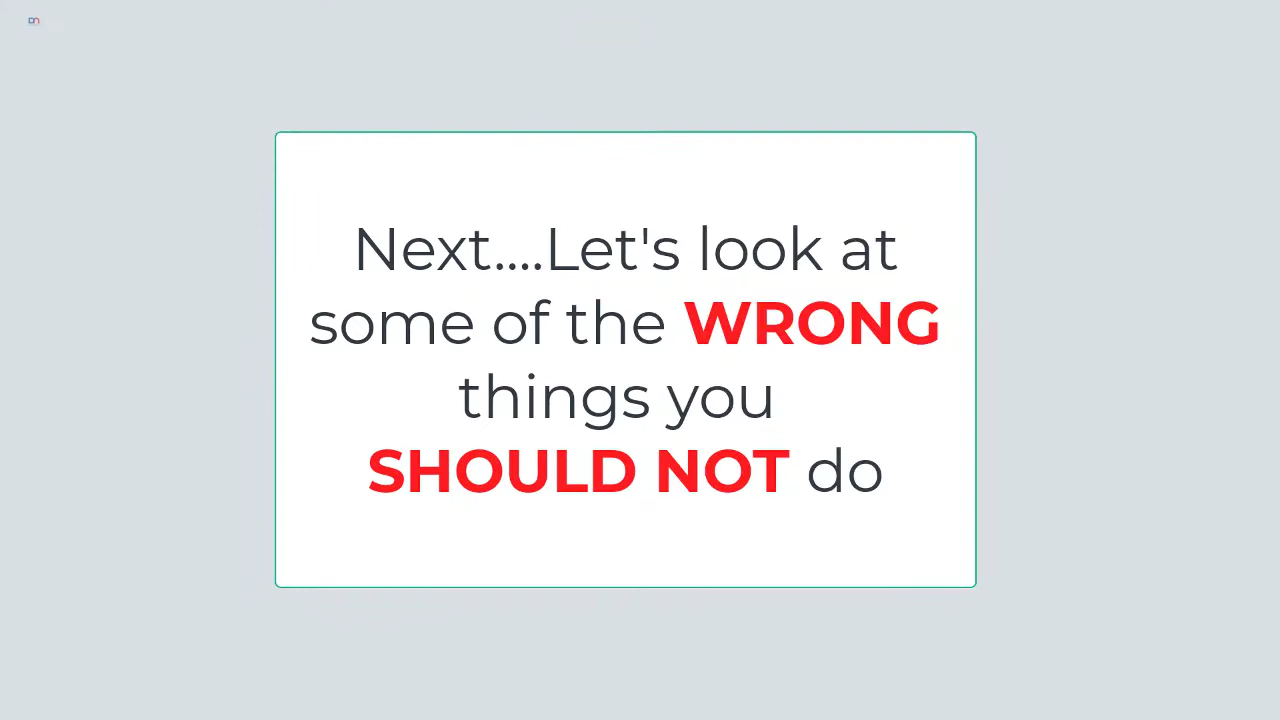 Next....Let's look at
some of the WRONG
things you
SHOULD NOT do